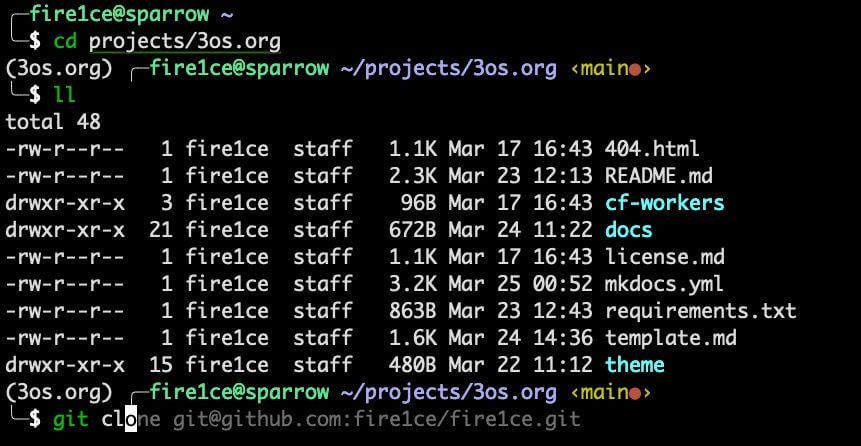 ╭─fire1ce@sparrow ~
╰─$ cd projects/3os.org
(3os.org) ╭─fire1ce@sparrow ~/projects/3os.org ‹main●›
╰─$ ll
total 48
-rw-r--r--   1 fire1ce  staff   1.1K Mar 17 16:43 404.html
-rw-r--r--   1 fire1ce  staff   2.3K Mar 23 12:13 README.md
drwxr-xr-x   3 fire1ce  staff    96B Mar 17 16:43 cf-workers
drwxr-xr-x  21 fire1ce  staff   672B Mar 24 11:22 docs
-rw-r--r--   1 fire1ce  staff   1.1K Mar 17 16:43 license.md
-rw-r--r--   1 fire1ce  staff   3.2K Mar 25 00:52 mkdocs.yml
-rw-r--r--   1 fire1ce  staff   863B Mar 23 12:43 requirements.txt
-rw-r--r--   1 fire1ce  staff   1.6K Mar 24 14:36 template.md
drwxr-xr-x  15 fire1ce  staff   480B Mar 22 11:12 theme
(3os.org) ╭─fire1ce@sparrow ~/projects/3os.org ‹main●›
╰─$ git clone git@github.com:fire1ce/fire1ce.git